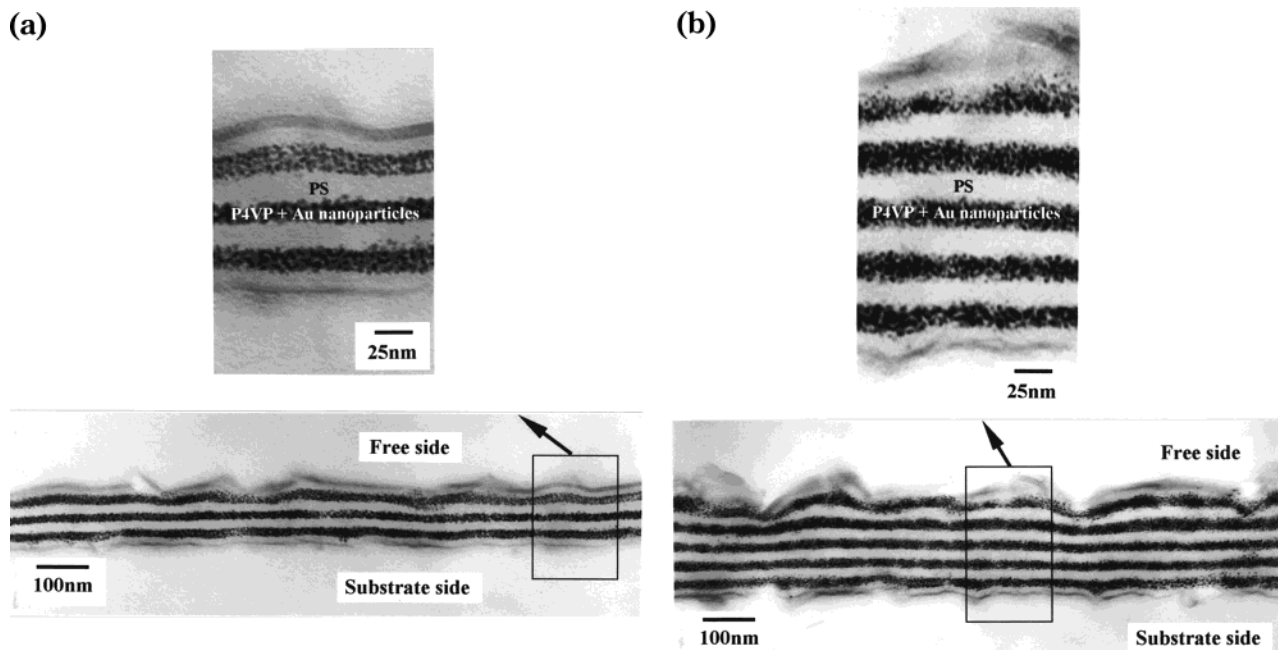 (a)
PS
P4VP + Au nanoparticles
25nm
Free side
100nm
Substrate side
(b)
PS
P4VP + Au nanoparticles
25nm
Free side
100nm
Substrate side